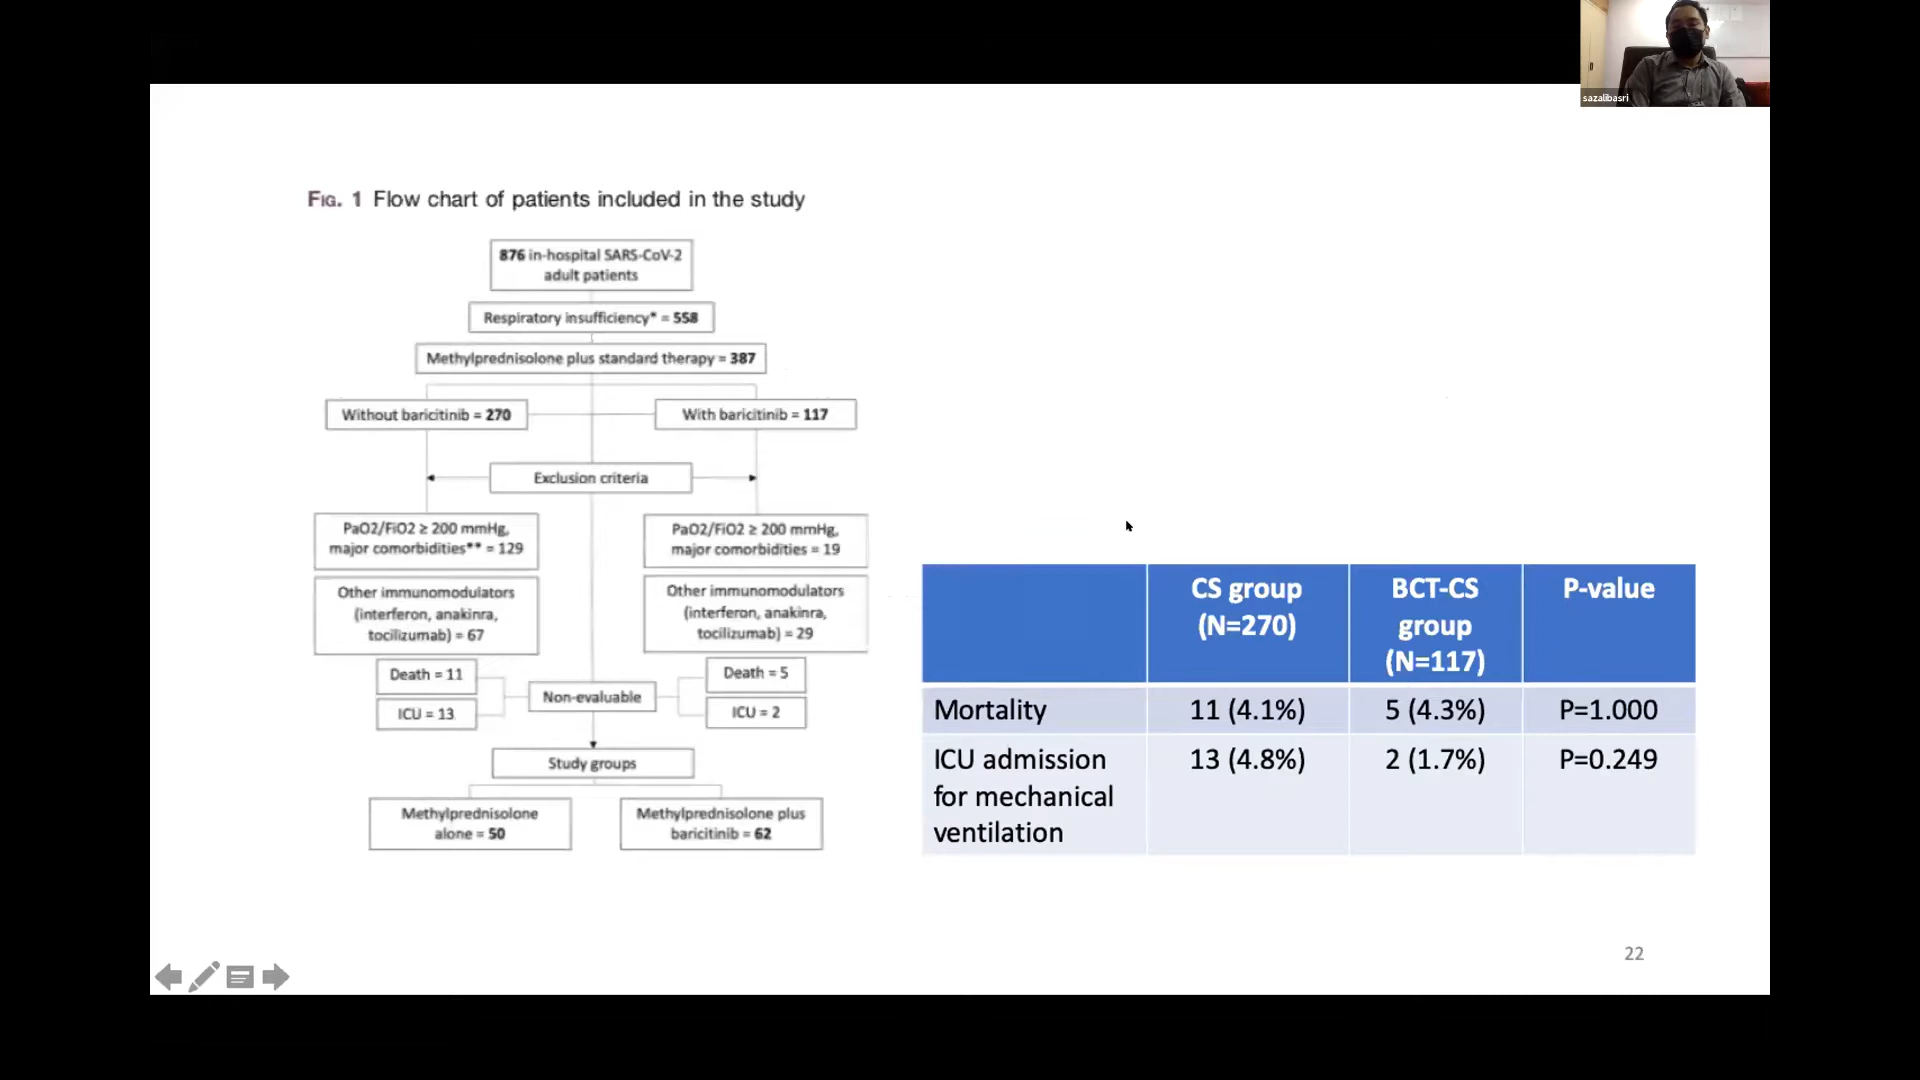 sazalibasri
FIG. 1 Flow chart of patients included in the study
876 in-hospital SARS-CoV-2
adult patients
Respiratory insufficiency* = 558
Methylprednisolone plus standard therapy = 387
Without baricitinib = 270
With baricitinib = 117
Exclusion criteria
PaO2/FiO2 ≥ 200 mmHg,
major comorbidities** = 129
PaO2/FiO2 ≥ 200 mmHg,
major comorbidities = 19
Other immunomodulators
(interferon, anakinra,
tocilizumab) = 67
Other immunomodulators
(interferon, anakinra,
tocilizumab) = 29
Death = 11
ICU = 13
Non-evaluable
Death = 5
ICU = 2
Study groups
Methylprednisolone
alone = 50
Methylprednisolone plus
baricitinib = 62
CS group
(N=270)
BCT-CS
group
(N=117)
P-value
Mortality
11 (4.1%)
5 (4.3%)
P=1.000
ICU admission
for mechanical
ventilation
13 (4.8%)
2 (1.7%)
P=0.249
22